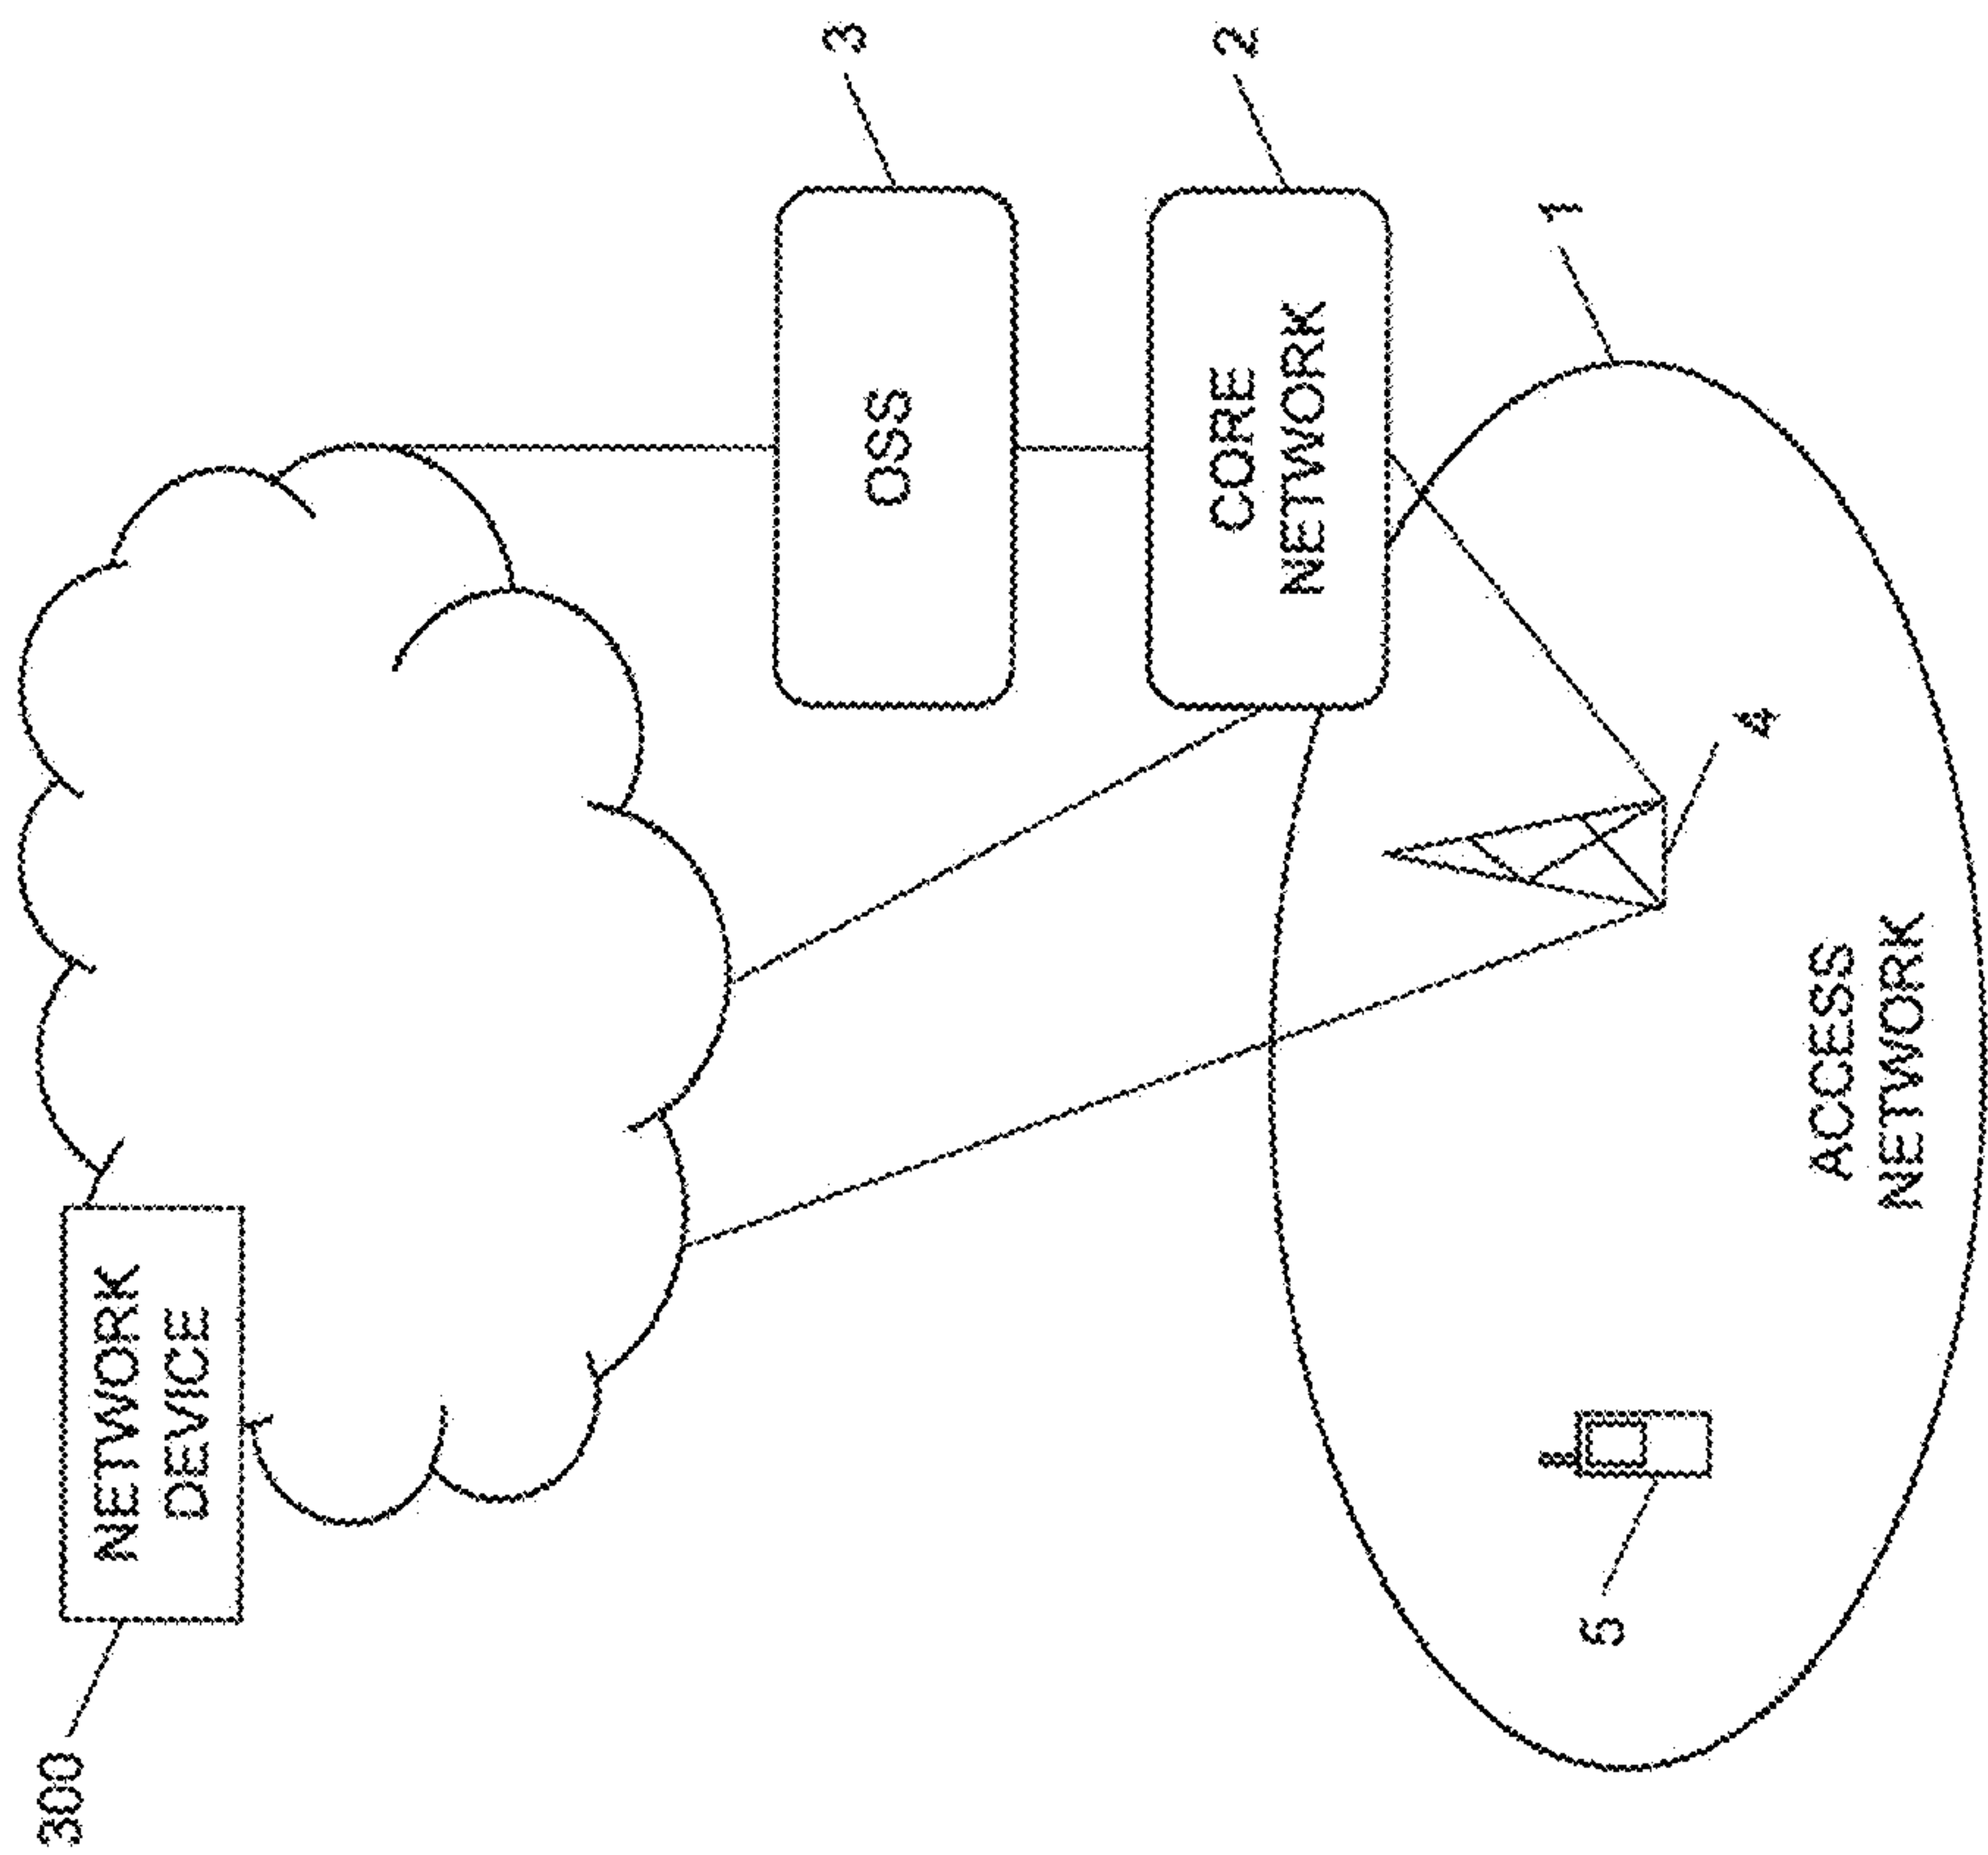 300
NETWORK
DEVICE
3
OSS
2
CORE
NETWORK
1
4
5
ACCESS
NETWORK